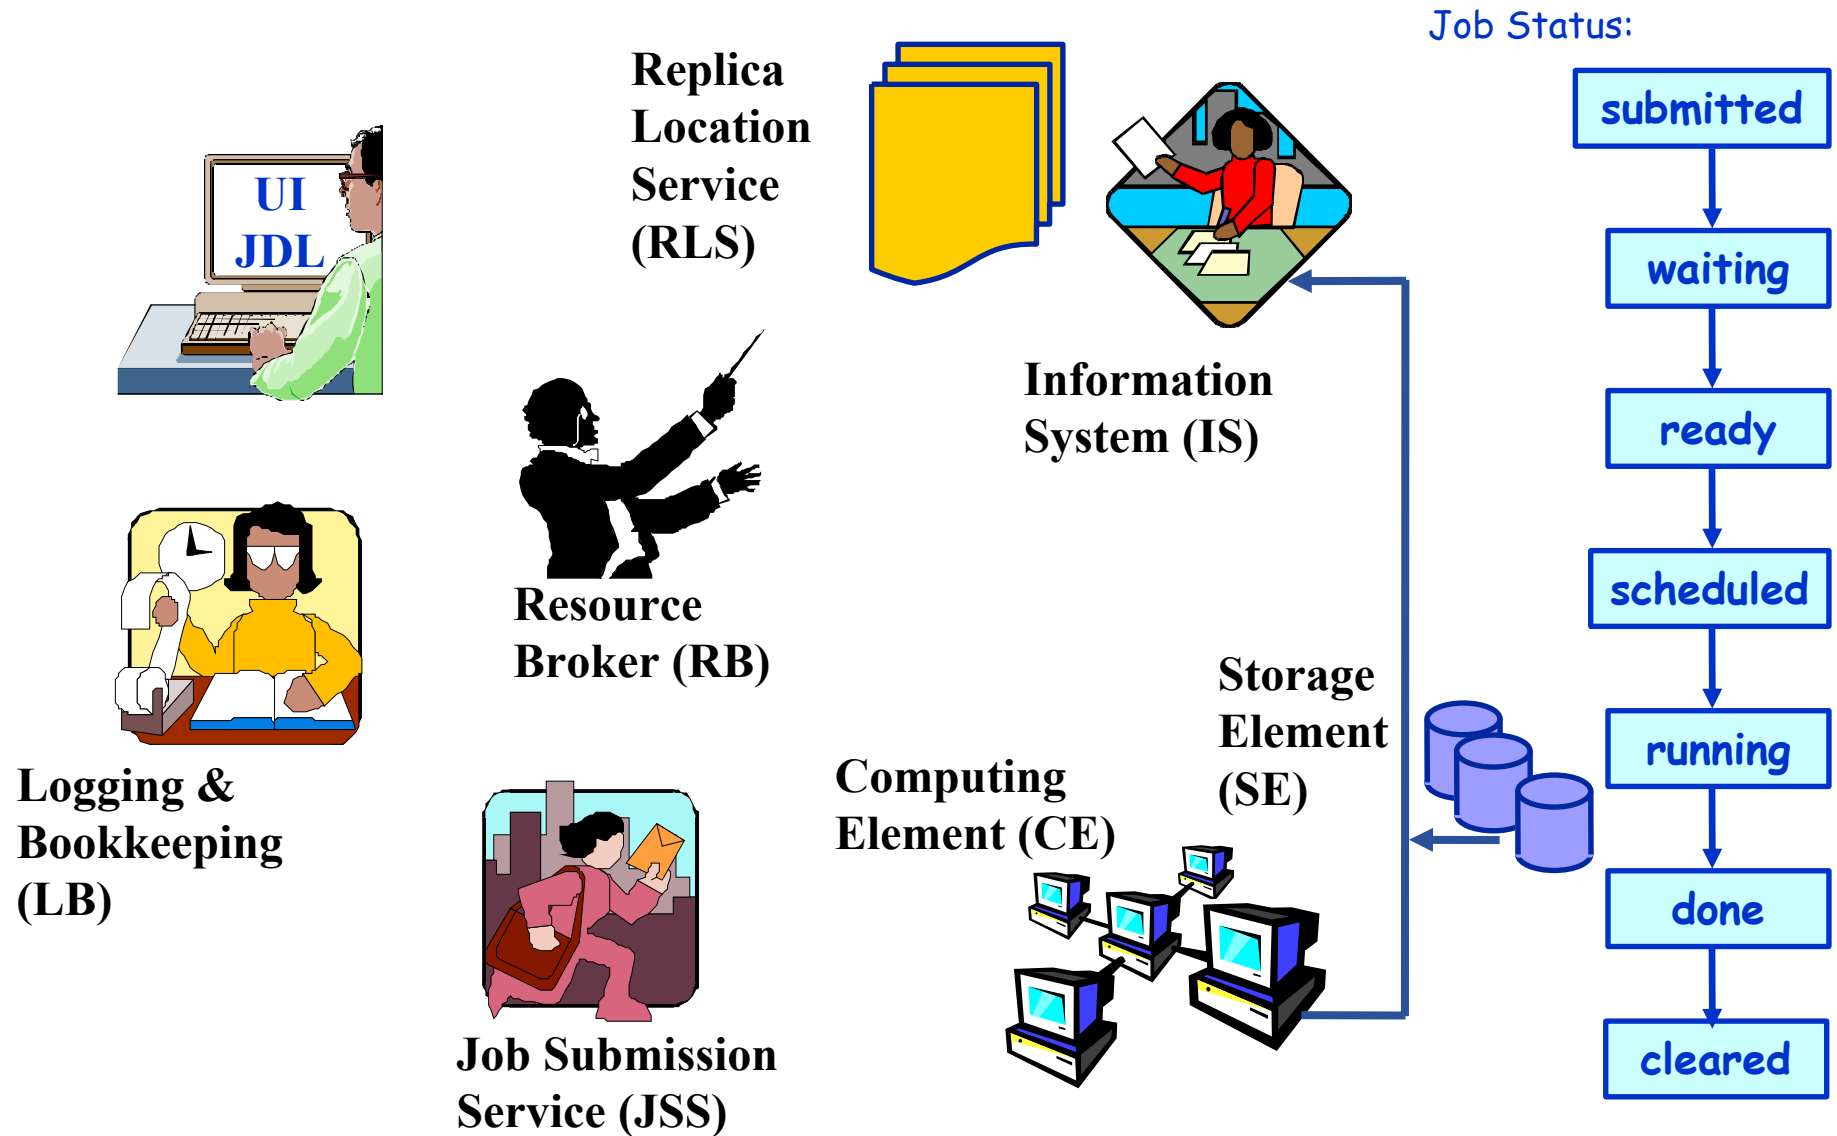 Job Status:
Replica
Location
Service
(RLS)
UI
JDL
submitted
waiting
ready
scheduled
running
done
cleared
Information
System (IS)
Resource
Broker (RB)
Storage
Element
(SE)
Computing
Element (CE)
Logging &
Bookkeeping
(LB)
Job Submission
Service (JSS)